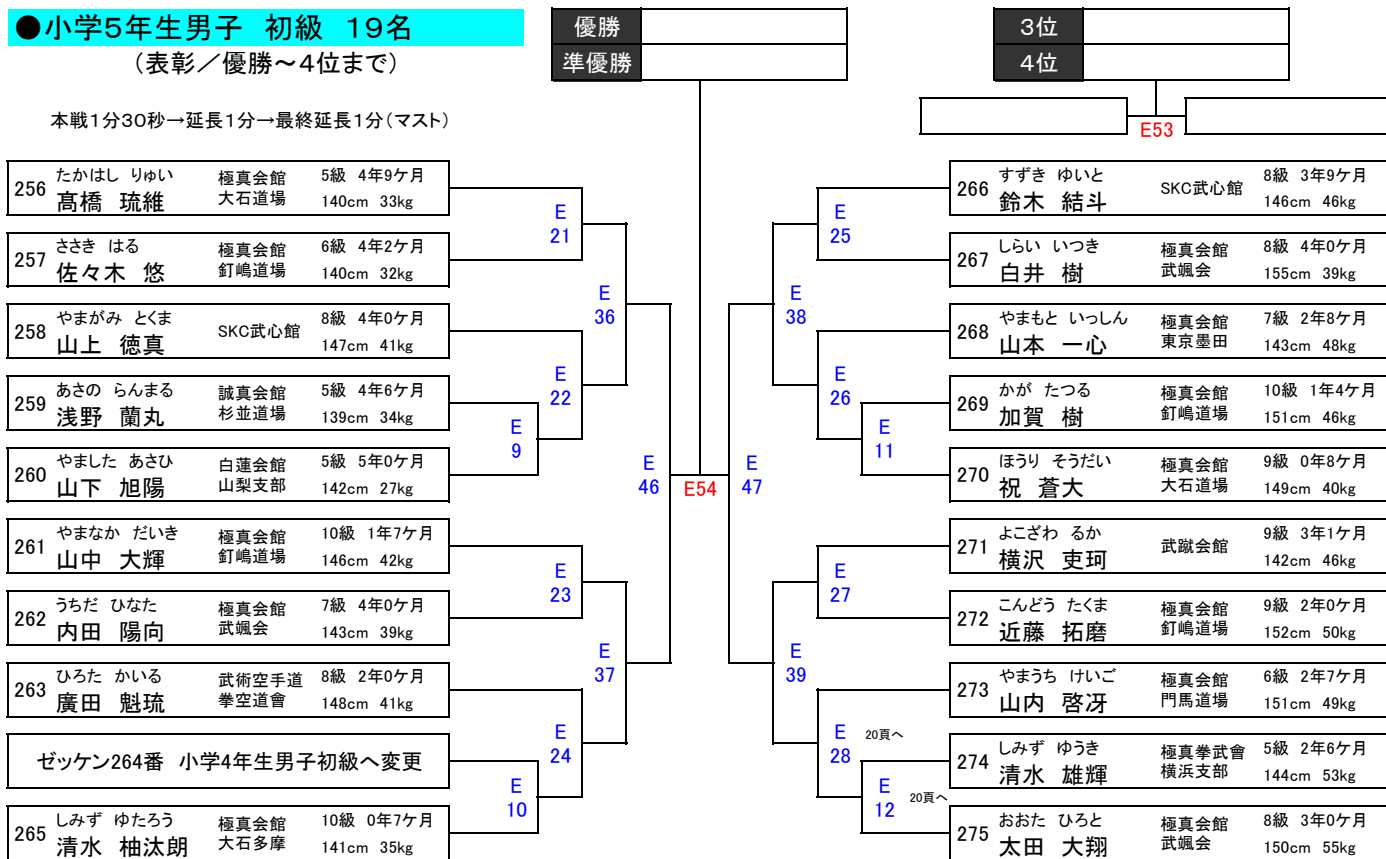 ●小学5年生男子 初級 19名
(表彰/優勝~4位まで)
本戦1分30秒→延長1分→最終延長1分(マスト)
優勝
準優勝
3位
4位
E53
256 たかはし りゅい 極真会館 5級 4年9ケ月
髙橋 琉維 大石道場 140cm 33kg
257 ささき はる 極真会館 6級 4年2ケ月
佐々木 悠 釘嶋道場 140cm 32kg
258 やまがみ とくま SKC武心館 8級 4年0ケ月
山上 徳真 147cm 41kg
259 あさの らんまる 誠真会館 5級 4年6ケ月
浅野 蘭丸 杉並道場 139cm 34kg
260 やました あさひ 白蓮会館 5級 5年0ケ月
山下 旭陽 山梨支部 142cm 27kg
261 やまなか だいき 極真会館 10級 1年7ケ月
山中 大輝 釘嶋道場 146cm 42kg
262 うちだ ひなた 極真会館 7級 4年0ケ月
内田 陽向 武颯会 143cm 39kg
263 ひろた かいる 武術空手道 8級 2年0ケ月
廣田 魁琉 拳空道會 148cm 41kg
ゼッケン264番 小学4年生男子初級へ変更
265 しみず ゆたろう 極真会館 10級 0年7ケ月
清水 柚汰朗 大石多摩 141cm 35kg
E
21
E
36
E
22
E
9
E
46
E54
E
47
E
23
E
37
E
24
E
10
E
25
E
38
E
26
E
11
E
27
E
39
E
28
20頁へ
E
12
20頁へ
266 すずき ゆいと SKC武心館 8級 3年9ケ月
鈴木 結斗 146cm 46kg
267 しらい いつき 極真会館 8級 4年0ケ月
白井 樹 武颯会 155cm 39kg
268 やまもと いっしん 極真会館 7級 2年8ケ月
山本 一心 東京墨田 143cm 48kg
269 かが たつる 極真会館 10級 1年4ケ月
加賀 樹 釘嶋道場 151cm 46kg
270 ほうり そうだい 極真会館 9級 0年8ケ月
祝 蒼大 大石道場 149cm 40kg
271 よこざわ るか 武蹴会館 9級 3年1ケ月
横沢 吏珂 142cm 46kg
272 こんどう たくま 極真会館 9級 2年0ケ月
近藤 拓磨 釘嶋道場 152cm 50kg
273 やまうち けいご 極真会館 6級 2年7ケ月
山内 啓冴 門馬道場 151cm 49kg
274 しみず ゆうき 極真拳武會 5級 2年6ケ月
清水 雄輝 横浜支部 144cm 53kg
275 おおた ひろと 極真会館 8級 3年0ケ月
太田 大翔 武颯会 150cm 55kg